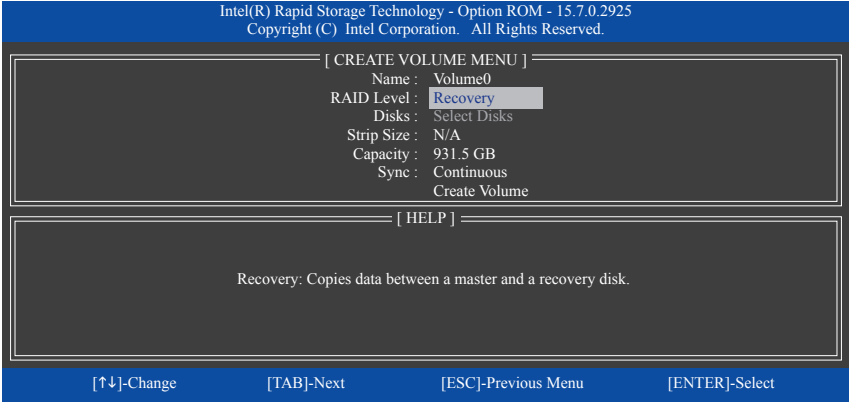 Intel(R) Rapid Storage Technology - Option ROM - 15.7.0.2925
Copyright (C) Intel Corporation. All Rights Reserved.
[ CREATE VOLUME MENU ]
Name : Volume0
RAID Level : Recovery
Disks : Select Disks
Strip Size : N/A
Capacity : 931.5 GB
Sync : Continuous
Create Volume
[ HELP ]
Recovery: Copies data between a master and a recovery disk.
[↑↓]-Change [TAB]-Next [ESC]-Previous Menu [ENTER]-Select